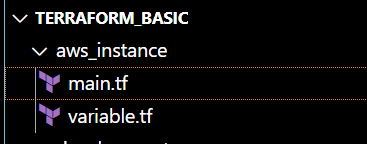 TERRAFORM_BASIC
aws_instance
main.tf
variable.tf